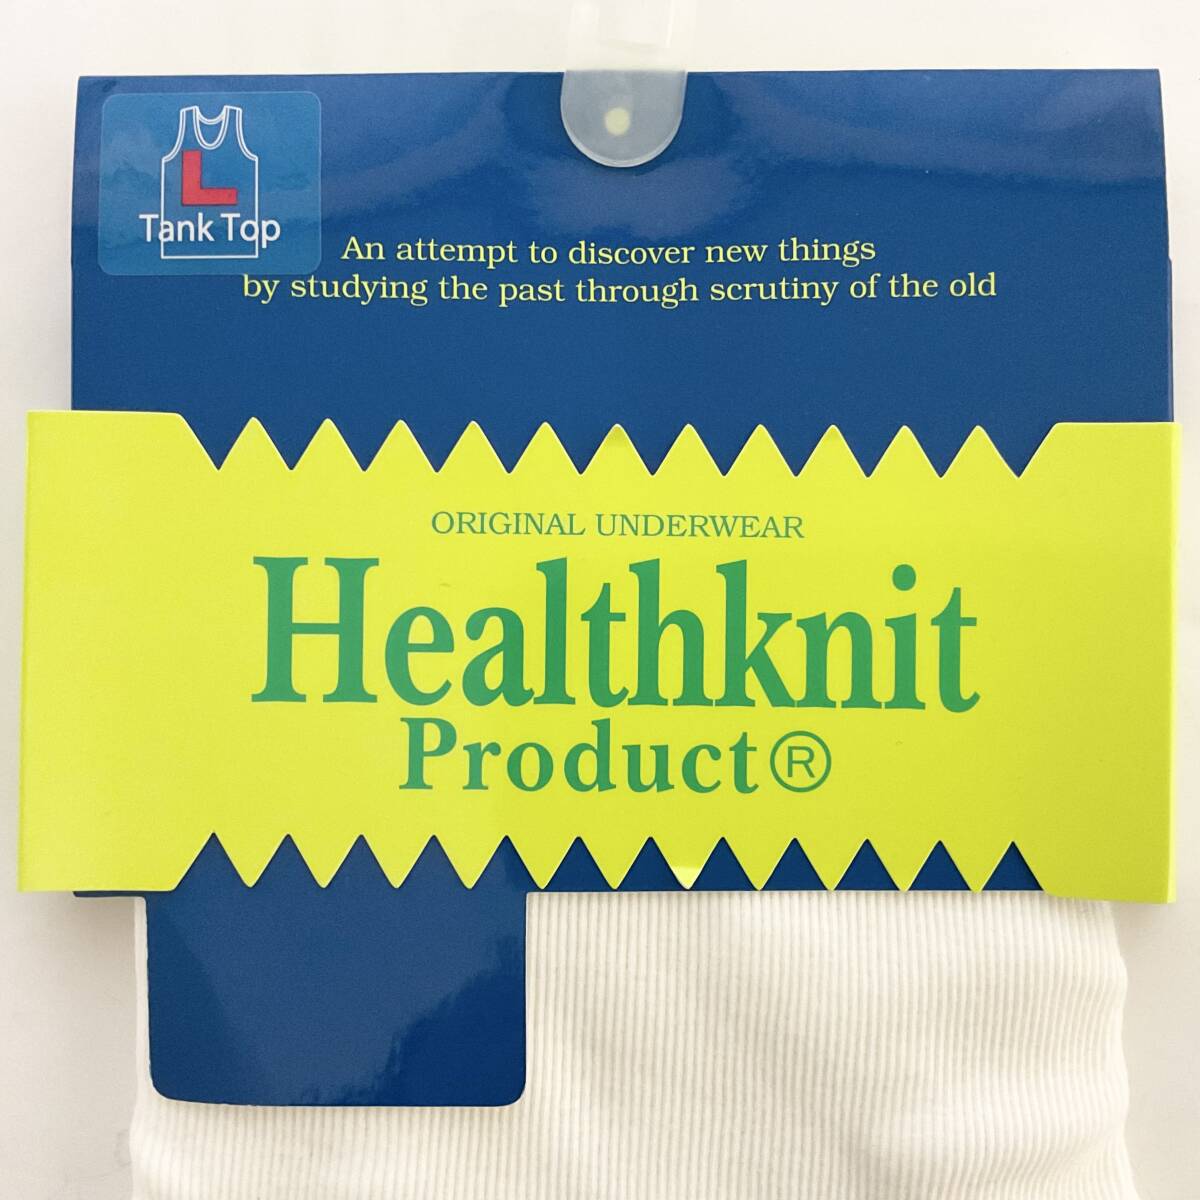 L
Tank Top
An attempt to discover new things
by studying the past through scrutiny of the old
ORIGINAL UNDERWEAR
Healthknit
Product®